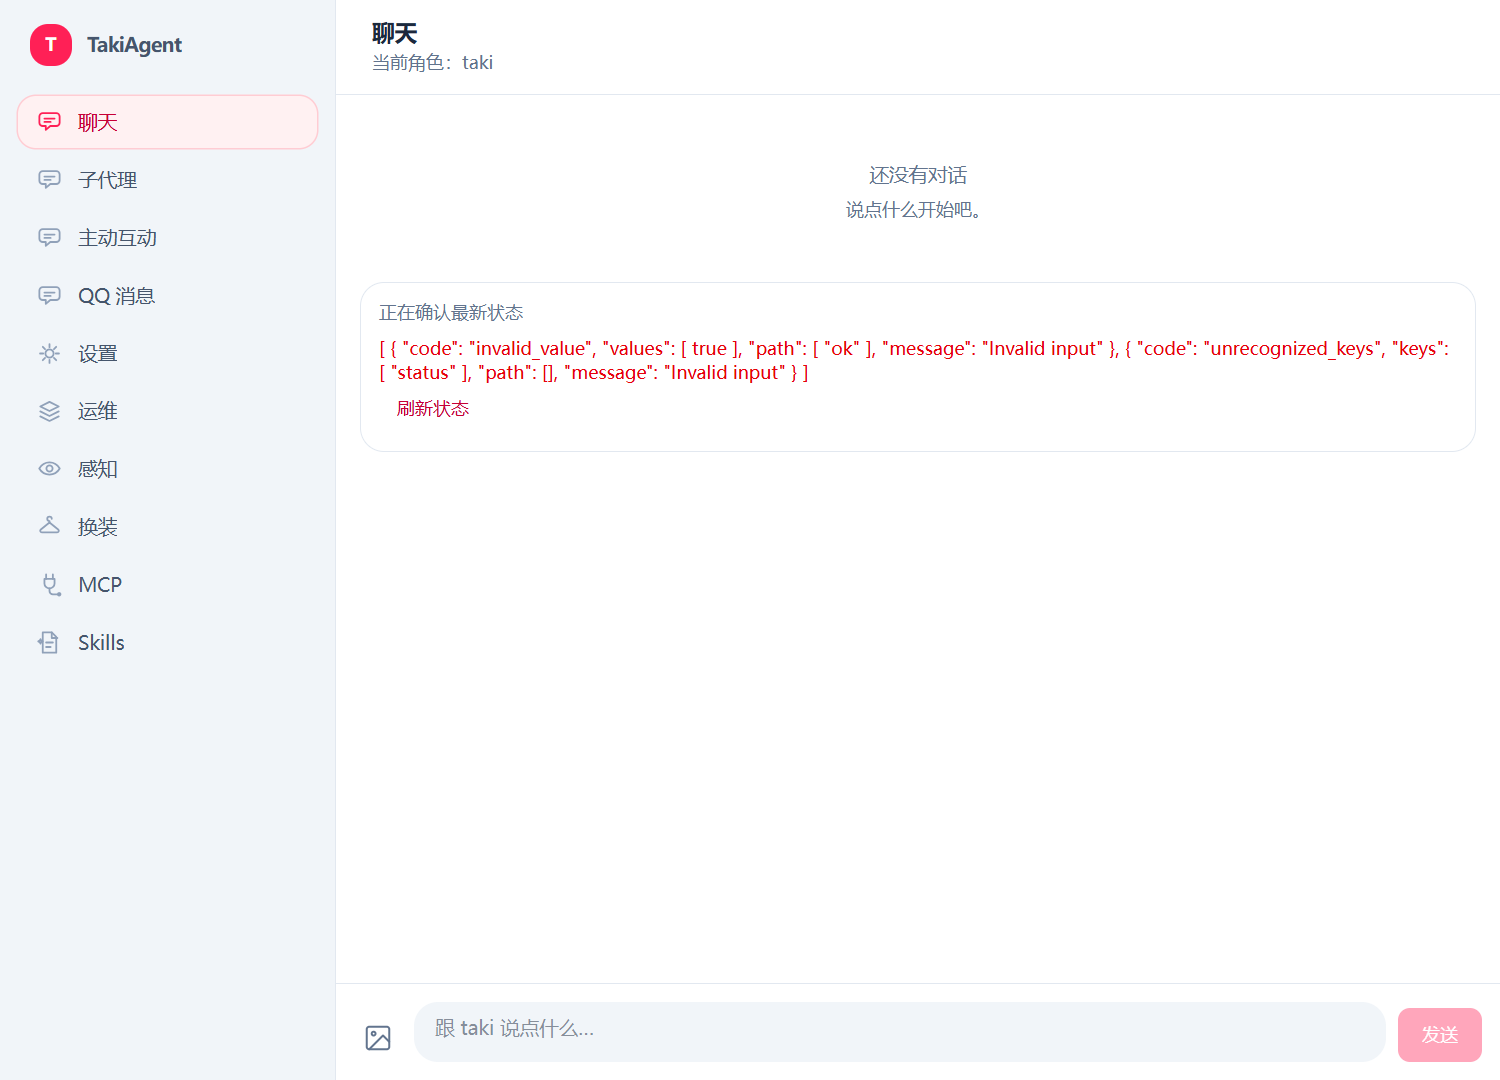 T
TakiAgent
聊天
子代理
主动互动
QQ 消息
设置
运维
感知
换装
MCP
Skills
聊天
当前角色：taki
还没有对话
说点什么开始吧。
正在确认最新状态
[ { "code": "invalid_value", "values": [ true ], "path": [ "ok" ], "message": "Invalid input" }, { "code": "unrecognized_keys", "keys":
[ "status" ], "path": [], "message": "Invalid input" } ]
刷新状态
跟 taki 说点什么...
发送